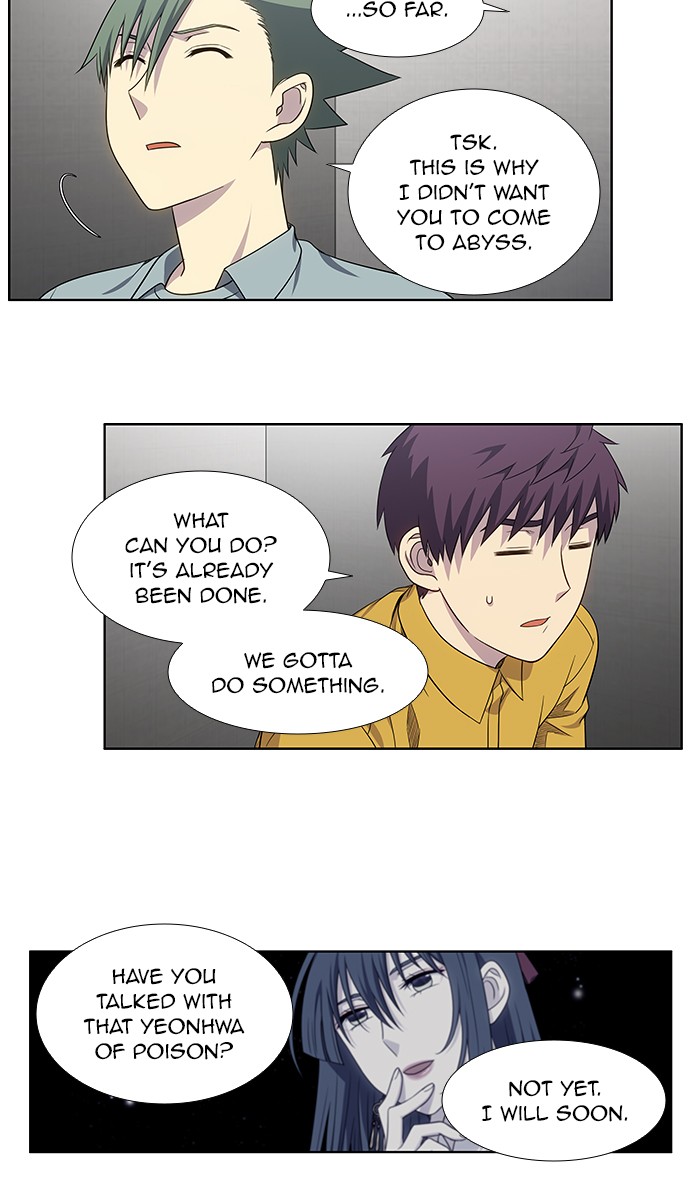 ...SO FAR.
TSK.
THIS IS WHY
I DIDN'T WANT
YOU TO COME
TO ABYSS.
WHAT
CAN YOU DO?
IT'S ALREADY
BEEN DONE.
WE GOTTA
DO SOMETHING.
HAVE YOU
TALKED WITH
THAT YEONHWA
OF POISON?
NOT YET.
I WILL SOON.